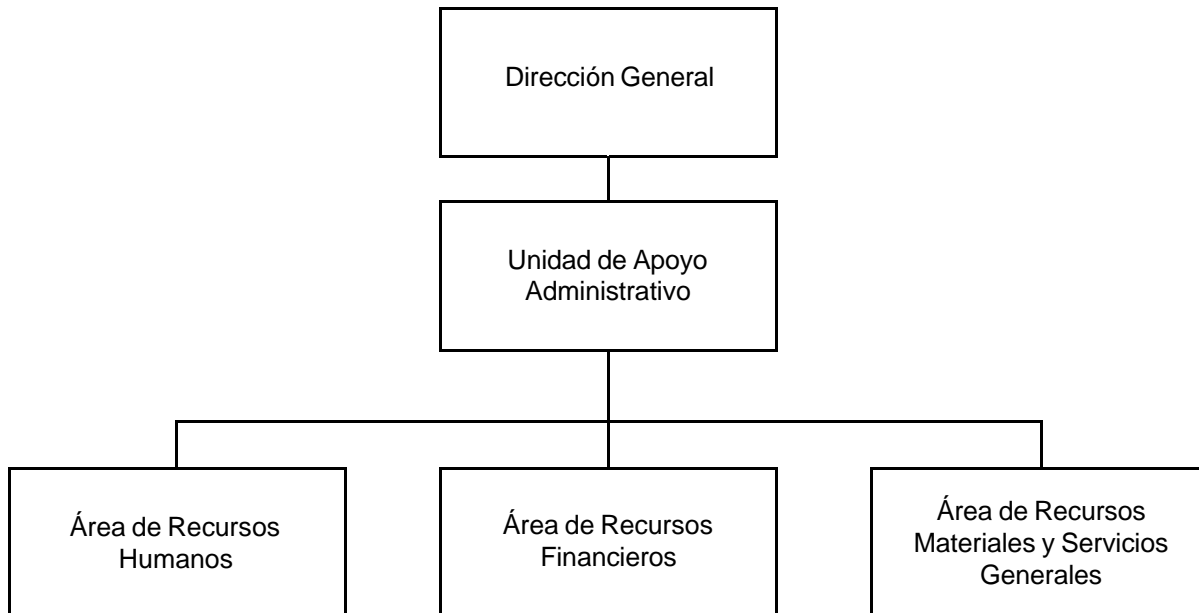 Dirección General
Unidad de Apoyo
Administrativo
Área de Recursos
Humanos
Área de Recursos
Financieros
Área de Recursos
Materiales y Servicios
Generales